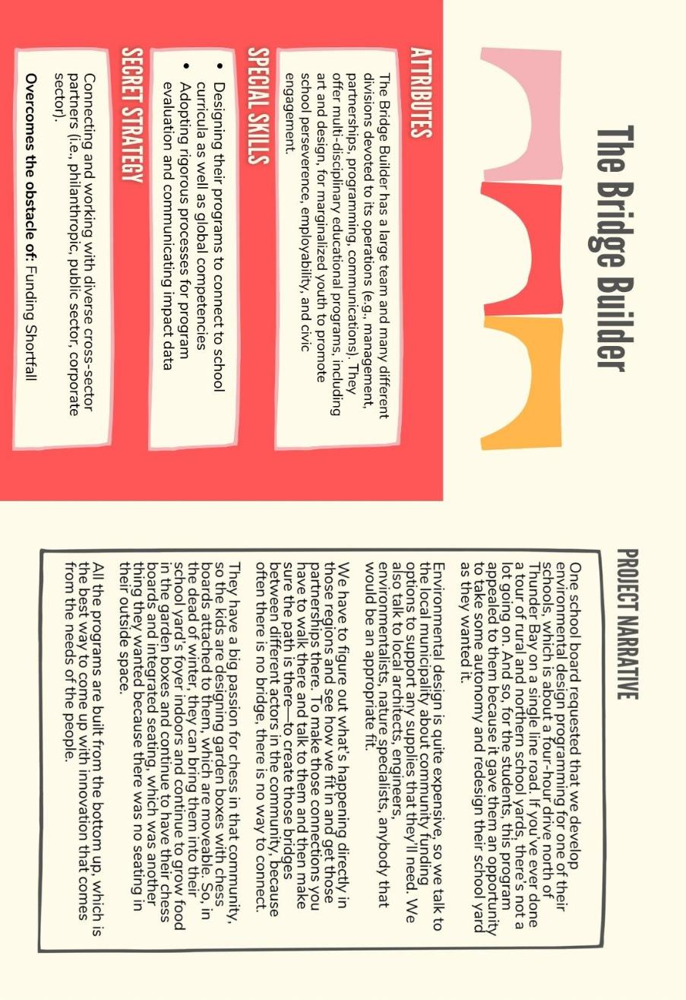 The Bridge Builder
ATTRIBUTES
The Bridge Builder has a large team and many different
divisions devoted to its operations (e.g., management,
partnerships, programming, communications). They
offer multi-disciplinary educational programs, including
art and design, for marginalized youth to promote
school perseverence, employability, and civic
engagement.
SPECIAL SKILLS
• Designing their programs to connect to school
curricula as well as global competencies
• Adopting rigorous processes for program
evaluation and communicating impact data
SECRET STRATEGY
Connecting and working with diverse cross-sector
partners (i.e., philanthropic, public sector, corporate
sector).
Overcomes the obstacle of: Funding Shortfall
PROJECT NARRATIVE
One school board requested that we develop
environmental design programming for one of their
schools, which is about a four-hour drive north of
Thunder Bay on a single line road. If you've ever done
a tour of rural and northern school yards, there's not a
lot going on. And so, for the students, this program
appealed to them because it gave them an opportunity
to take some autonomy and redesign their school yard
as they wanted it.
Environmental design is quite expensive, so we talk to
the local municipality about community funding
options to support any supplies that they'll need. We
also talk to local architects, engineers,
environmentalists, nature specialists, anybody that
would be an appropriate fit.
We have to figure out what's happening directly in
those regions and see how we fit in and get those
partnerships there. To make those connections you
have to walk there and talk to them and then make
sure the path is there—to create those bridges
between different actors in the community, because
often there is no bridge, there is no way to connect.
They have a big passion for chess in that community,
so the kids are designing garden boxes with chess
boards attached to them, which are moveable. So, in
the dead of winter, they can bring them into their
school yard's foyer indoors and continue to grow food
in the garden boxes and continue to have their chess
boards and integrated seating, which was another
thing they wanted because there was no seating in
their outside space.
All the programs are built from the bottom up, which is
the best way to come up with innovation that comes
from the needs of the people.